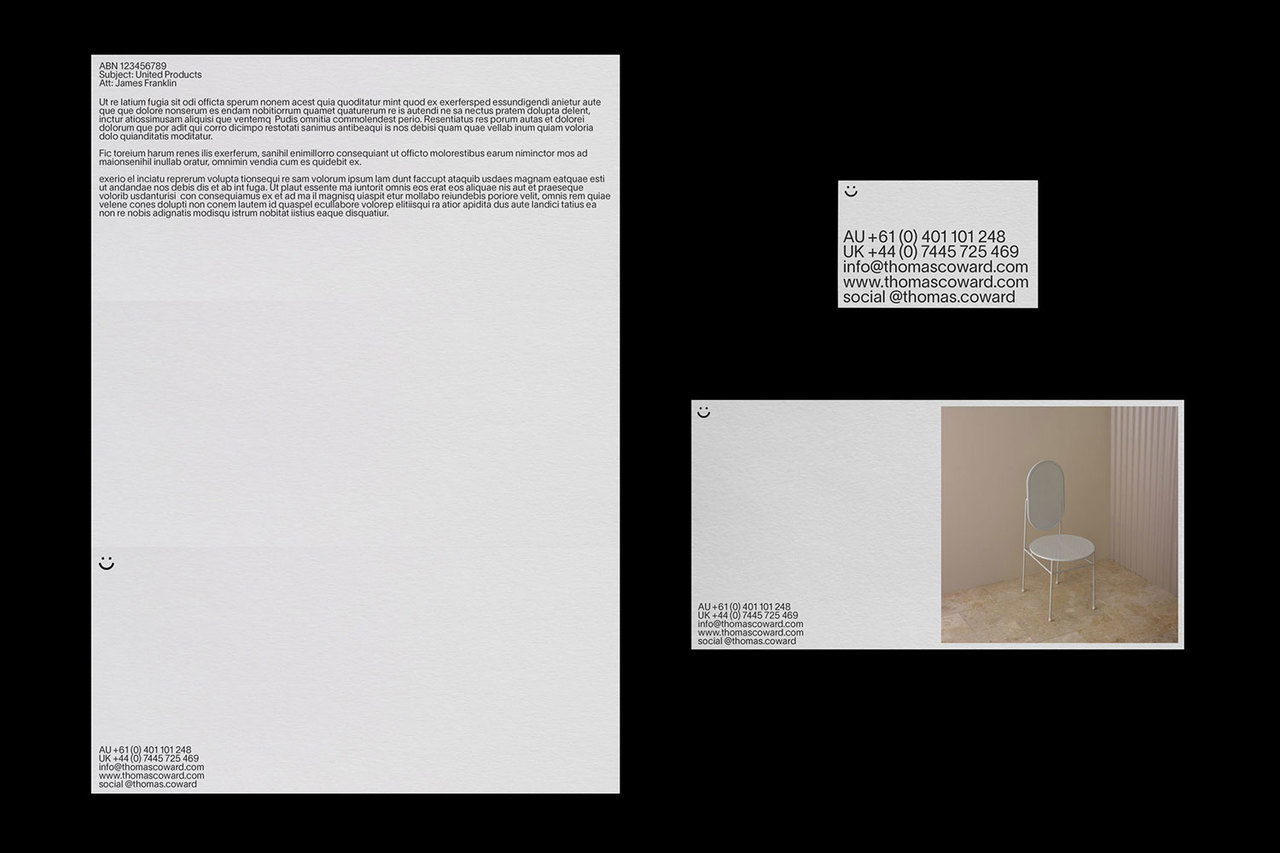 ABN 123456789
Subject: United Products
Att: James Franklin
Ut re latium fugia sit odi officta sperum nonem acest quia quoditatur mint quod ex exerfersped essundigendi anietur aute
que que dolore nonserum es endam nobitiorrum quamet quaturerum re is autendi ne sa nectus pratem dolupta delent,
inctur atiossimusam aliquisi que ventemq  Pudis omnitia commolendest perio. Resentiatus res porum autas et dolorei
dolorum que por adit qui corro dicimpo restotati sanimus antibeaqui is nos debisi quam quae vellab inum quiam voloria
dolo quianditatis moditatur.
Fic toreium harum renes ilis exerferum, sanihil enimillorro consequiant ut officto molorestibus earum niminctor mos ad
maionsenihil inullab oratur, omnimin vendia cum es quidebit ex.
exerio el inciatu reprerum volupta tionsequi re sam volorum ipsum lam dunt faccupt ataquib usdaes magnam eatquae esti
ut andandae nos debis dis et ab int fuga. Ut plaut essente ma iuntorit omnis eos erat eos aliquae nis aut et praeseque
volorib usdanturisi  con consequiamus ex et ad ma il magnisq uiaspit etur mollabo reiundebis poriore velit, omnis rem quiae
velene cones dolupti non conem lautem id quaspel ecullabore volorep elitiisqui ra atior apidita dus aute landici tatius ea
non re nobis adignatis modisqu istrum nobitat iistius eaque disquiatur.
AU +61 (0) 401 101 248
UK +44 (0) 7445 725 469
info@thomascoward.com
www.thomascoward.com
social @thomas.coward
AU +61 (0) 401 101 248
UK +44 (0) 7445 725 469
info@thomascoward.com
www.thomascoward.com
social @thomas.coward
AU +61 (0) 401 101 248
UK +44 (0) 7445 725 469
info@thomascoward.com
www.thomascoward.com
social @thomas.coward